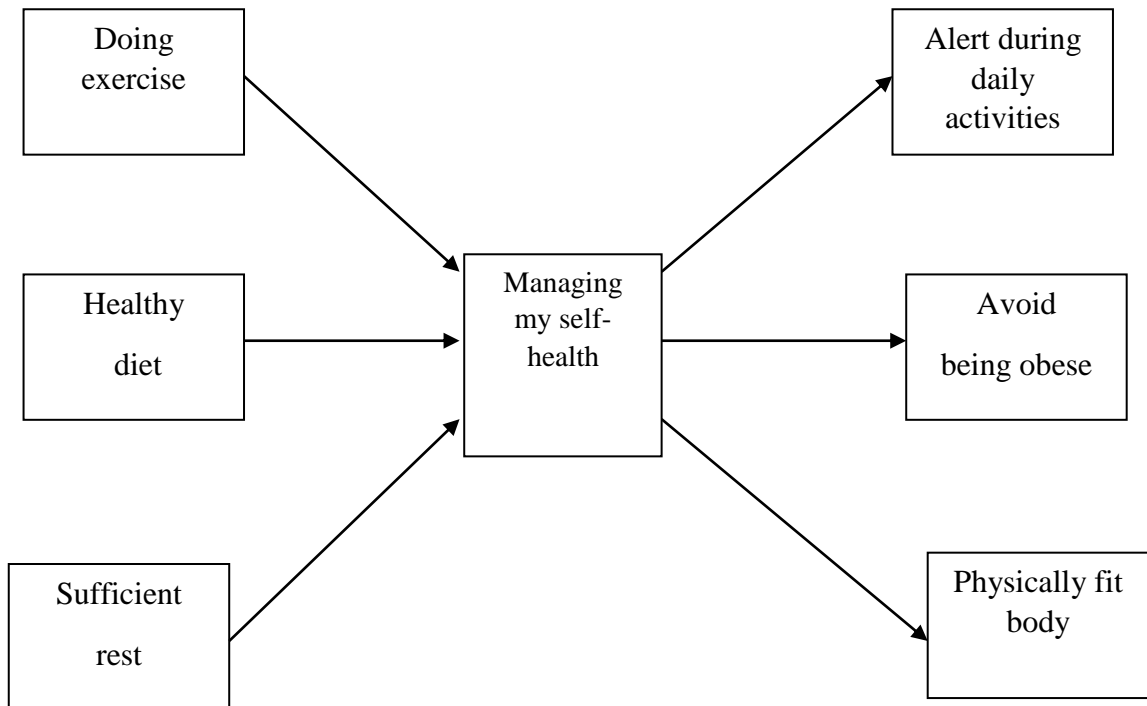 Doing
exercise
Alert during
daily
activities
Managing
my self-
health
Healthy
diet
Avoid
being obese
Sufficient
rest
Physically fit
body